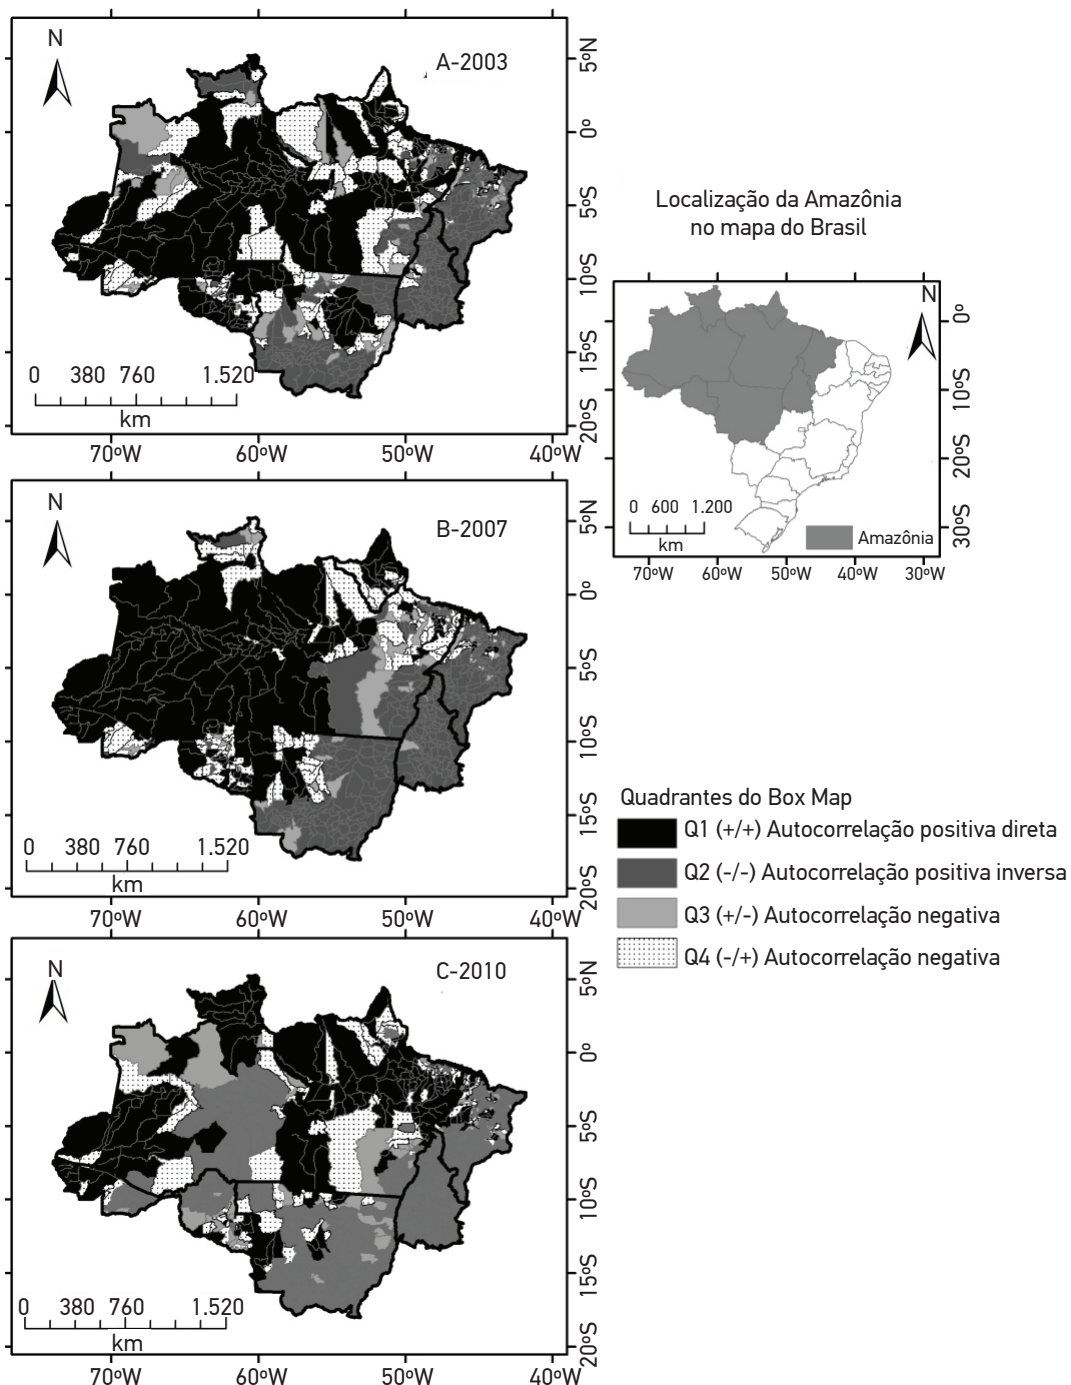 N
A-2003
5ºN
0º
5ºS
10ºS
15ºS
20ºS
0 380 760 1.520
km
70ºW 60ºW 50ºW 40ºW
N
B-2007
5ºN
0º
5ºS
10ºS
15ºS
20ºS
0 380 760 1.520
km
70ºW 60ºW 50ºW 40ºW
N
C-2010
5ºN
0º
5ºS
10ºS
15ºS
20ºS
0 380 760 1.520
km
70ºW 60ºW 50ºW 40ºW
Localização da Amazônia
no mapa do Brasil
N
0º
10ºS
20ºS
30ºS
0 600 1.200
km
Amazônia
70ºW 60ºW 50ºW 40ºW 30ºW
Quadrantes do Box Map
Q1 (+/+) Autocorrelação positiva direta
Q2 (-/-) Autocorrelação positiva inversa
Q3 (+/-) Autocorrelação negativa
Q4 (-/+) Autocorrelação negativa